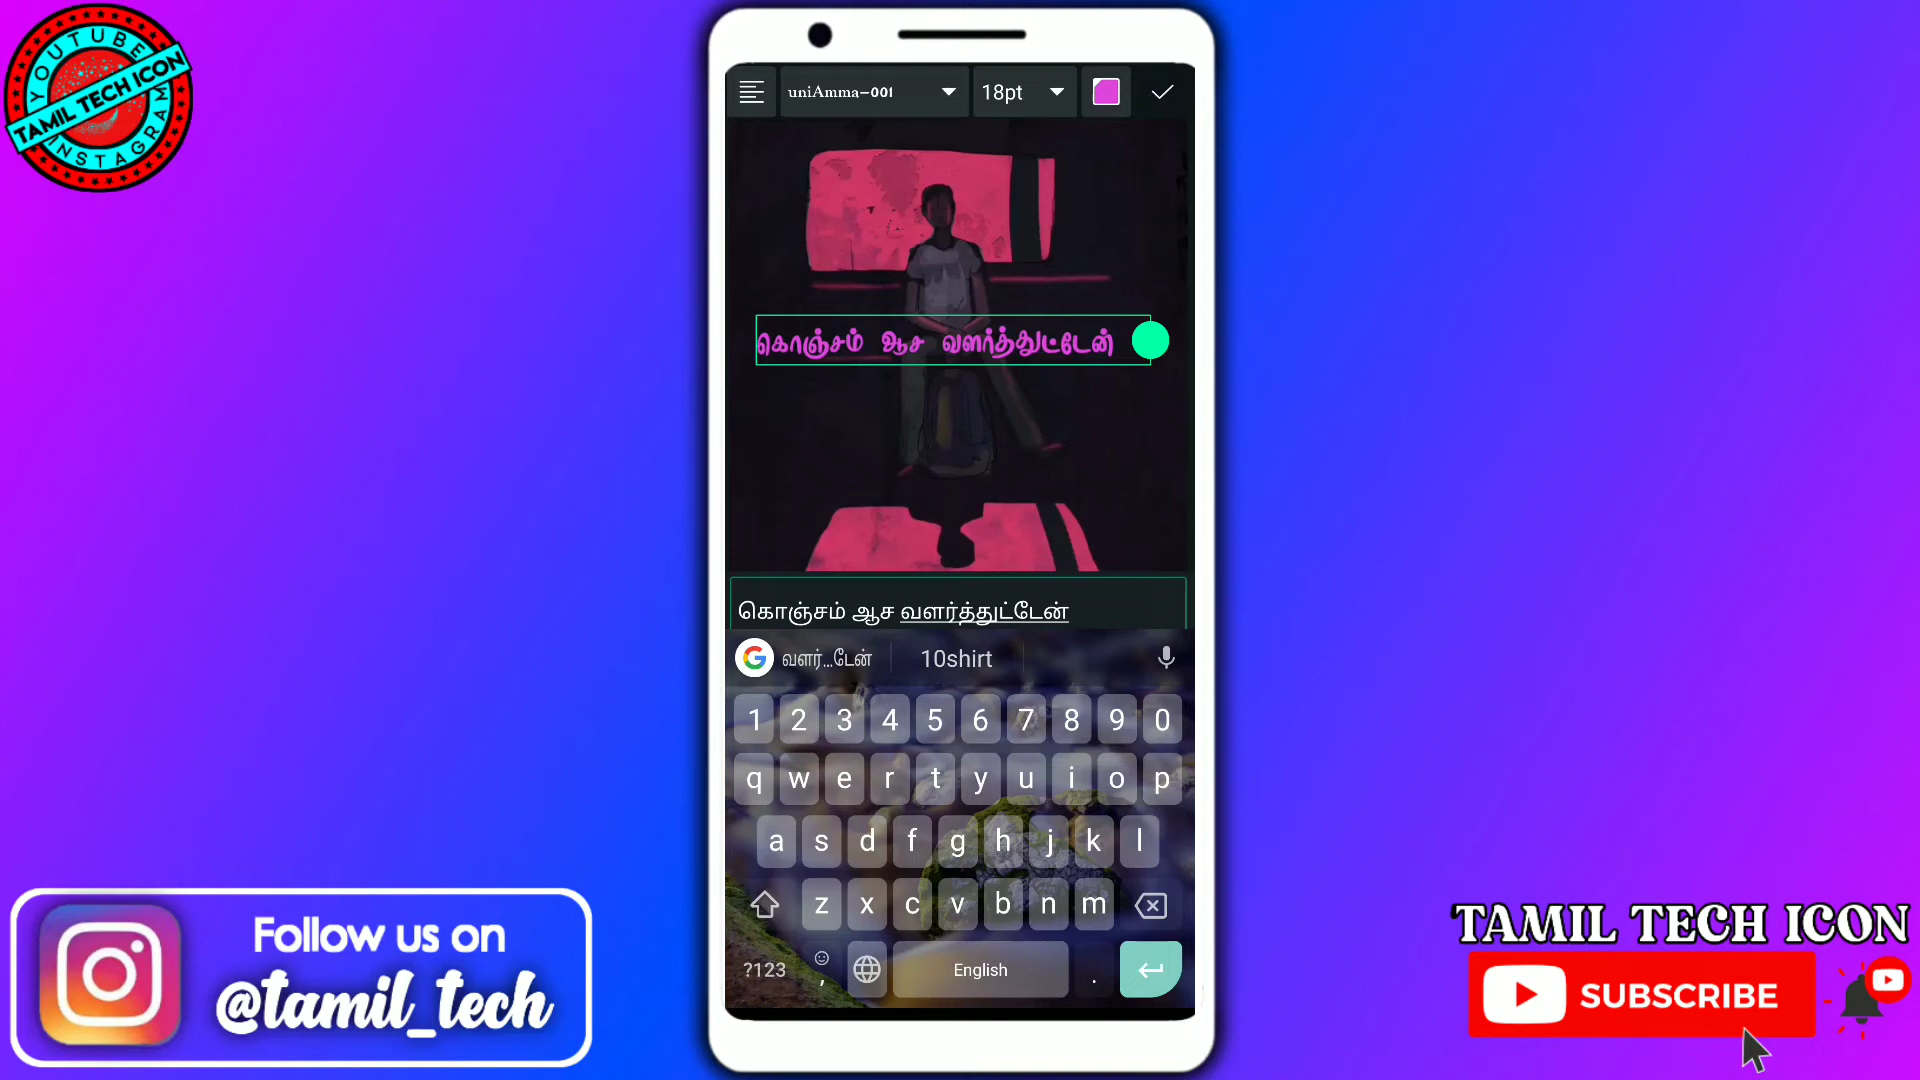 YOUTUBE
TAMIL TECH ICON
INSTAGRAM
uniAmma-001
18pt
கொஞ்சம் ஆச வளர்த்துட்டேன்
கொஞ்சம் ஆச வளர்த்துட்டேன்
வளர்...டேன்
10shirt
1 2 3 4 5 6 7 8 9 0
q w e r t y u i o p
a s d f g h j k l
z x c v b n m
?123 , English .
Follow us on
@tamil_tech
TAMIL TECH ICON
SUBSCRIBE